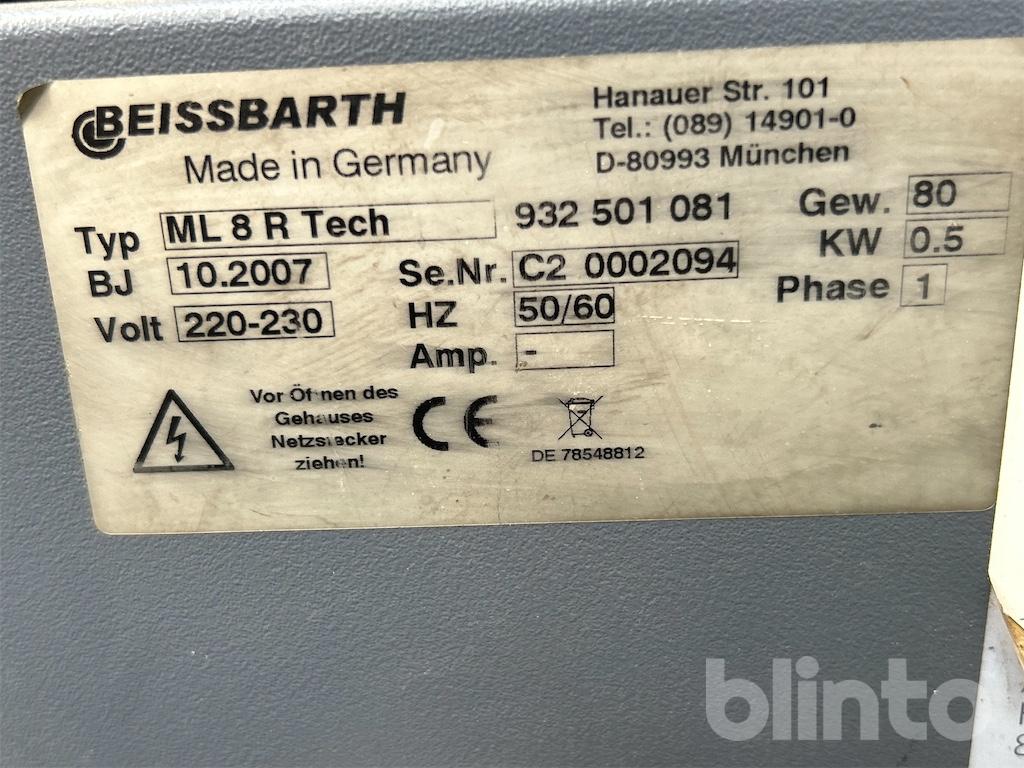 BEISSBARTH
Made in Germany
Hanauer Str. 101
Tel.: (089) 14901-0
D-80993 München
Typ ML 8 R Tech 932 501 081 Gew. 80
BJ 10.2007 Se.Nr. C2 0002094 KW 0.5
Volt 220-230 HZ 50/60 Phase 1
Amp. -
Vor Öffnen des
Gehäuses
Netzstecker
ziehen!
CE
DE 78548812
blinto